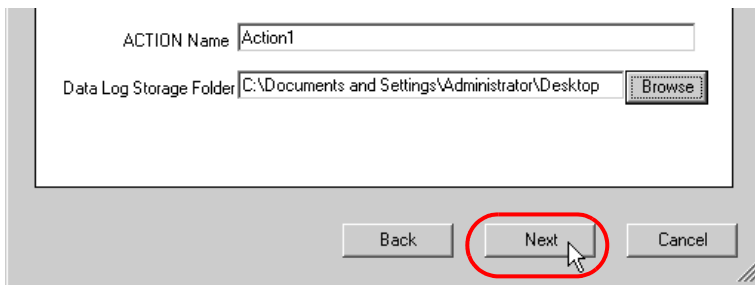 ACTION Name Action1
Data Log Storage Folder C:\Documents and Settings\Administrator\Desktop Browse
Back Next Cancel